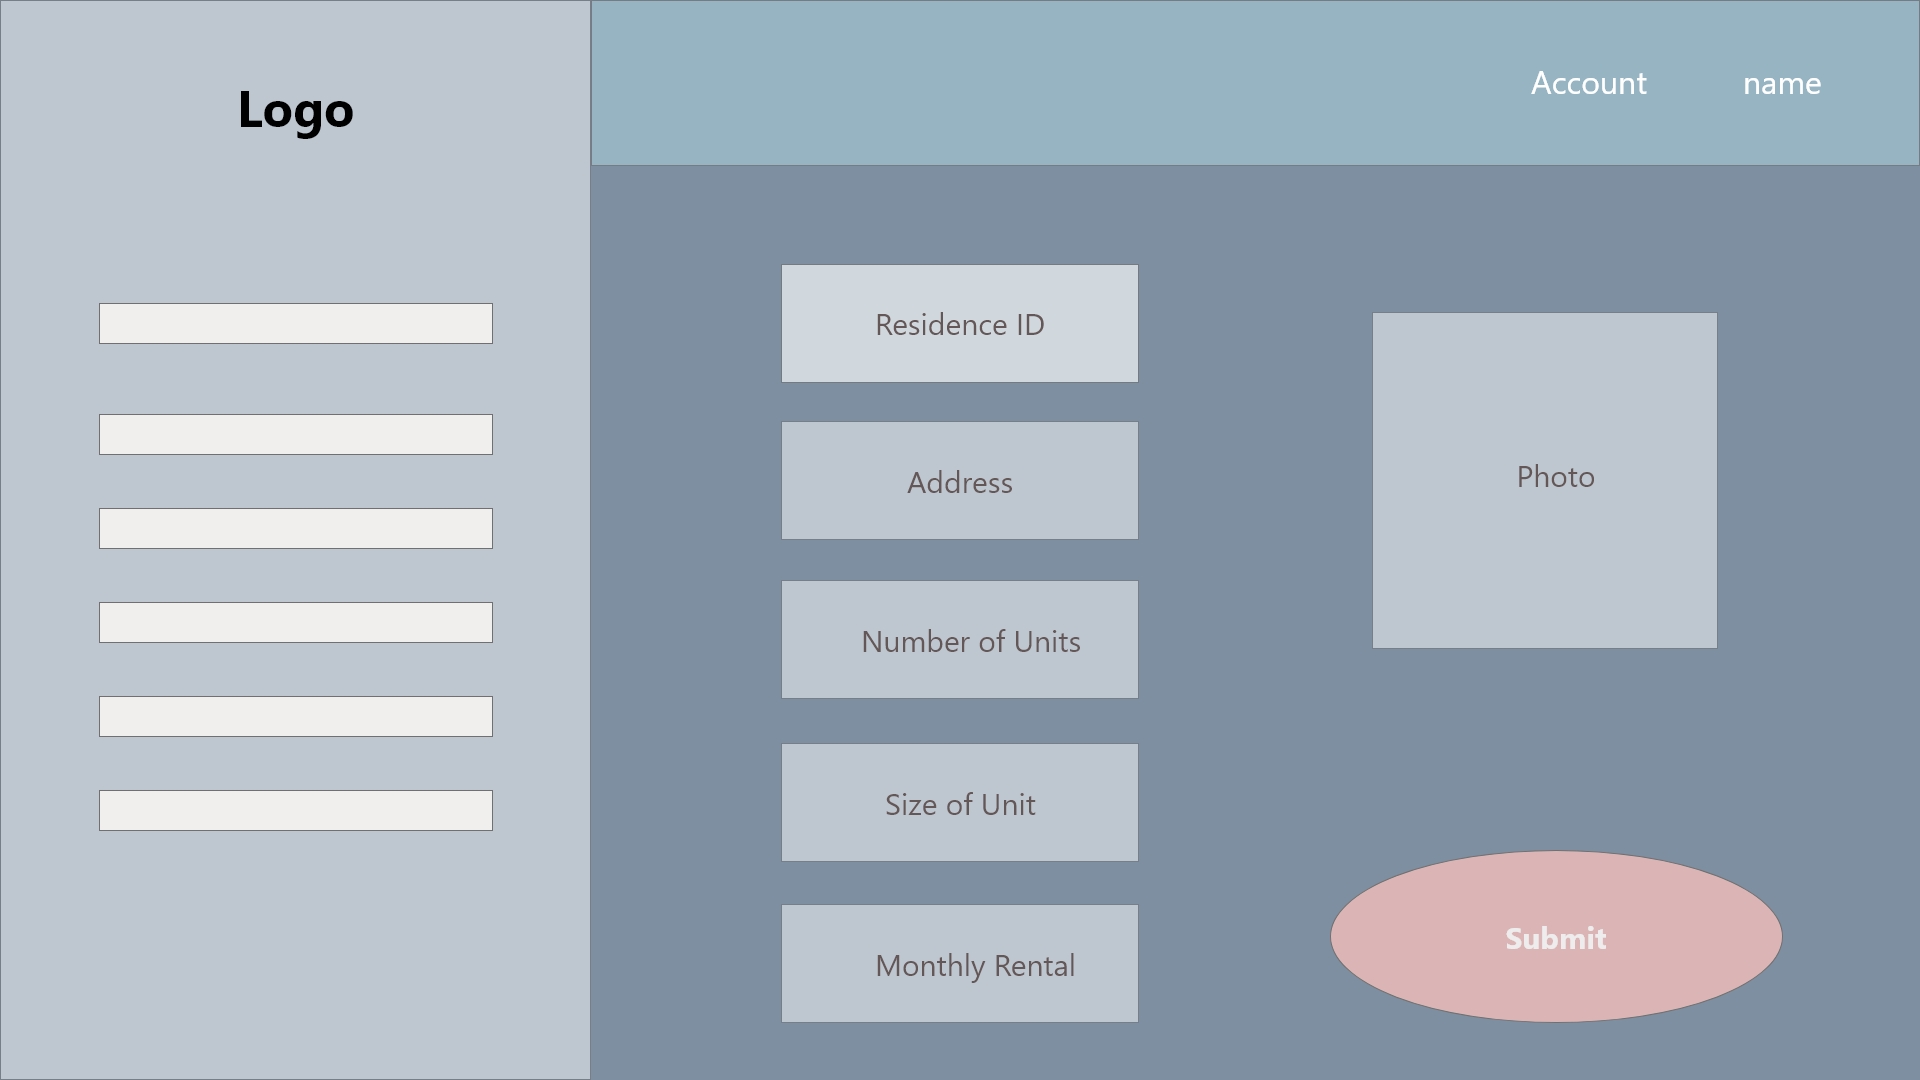 Logo
Account
name
Residence ID
Address
Number of Units
Size of Unit
Monthly Rental
Photo
Submit